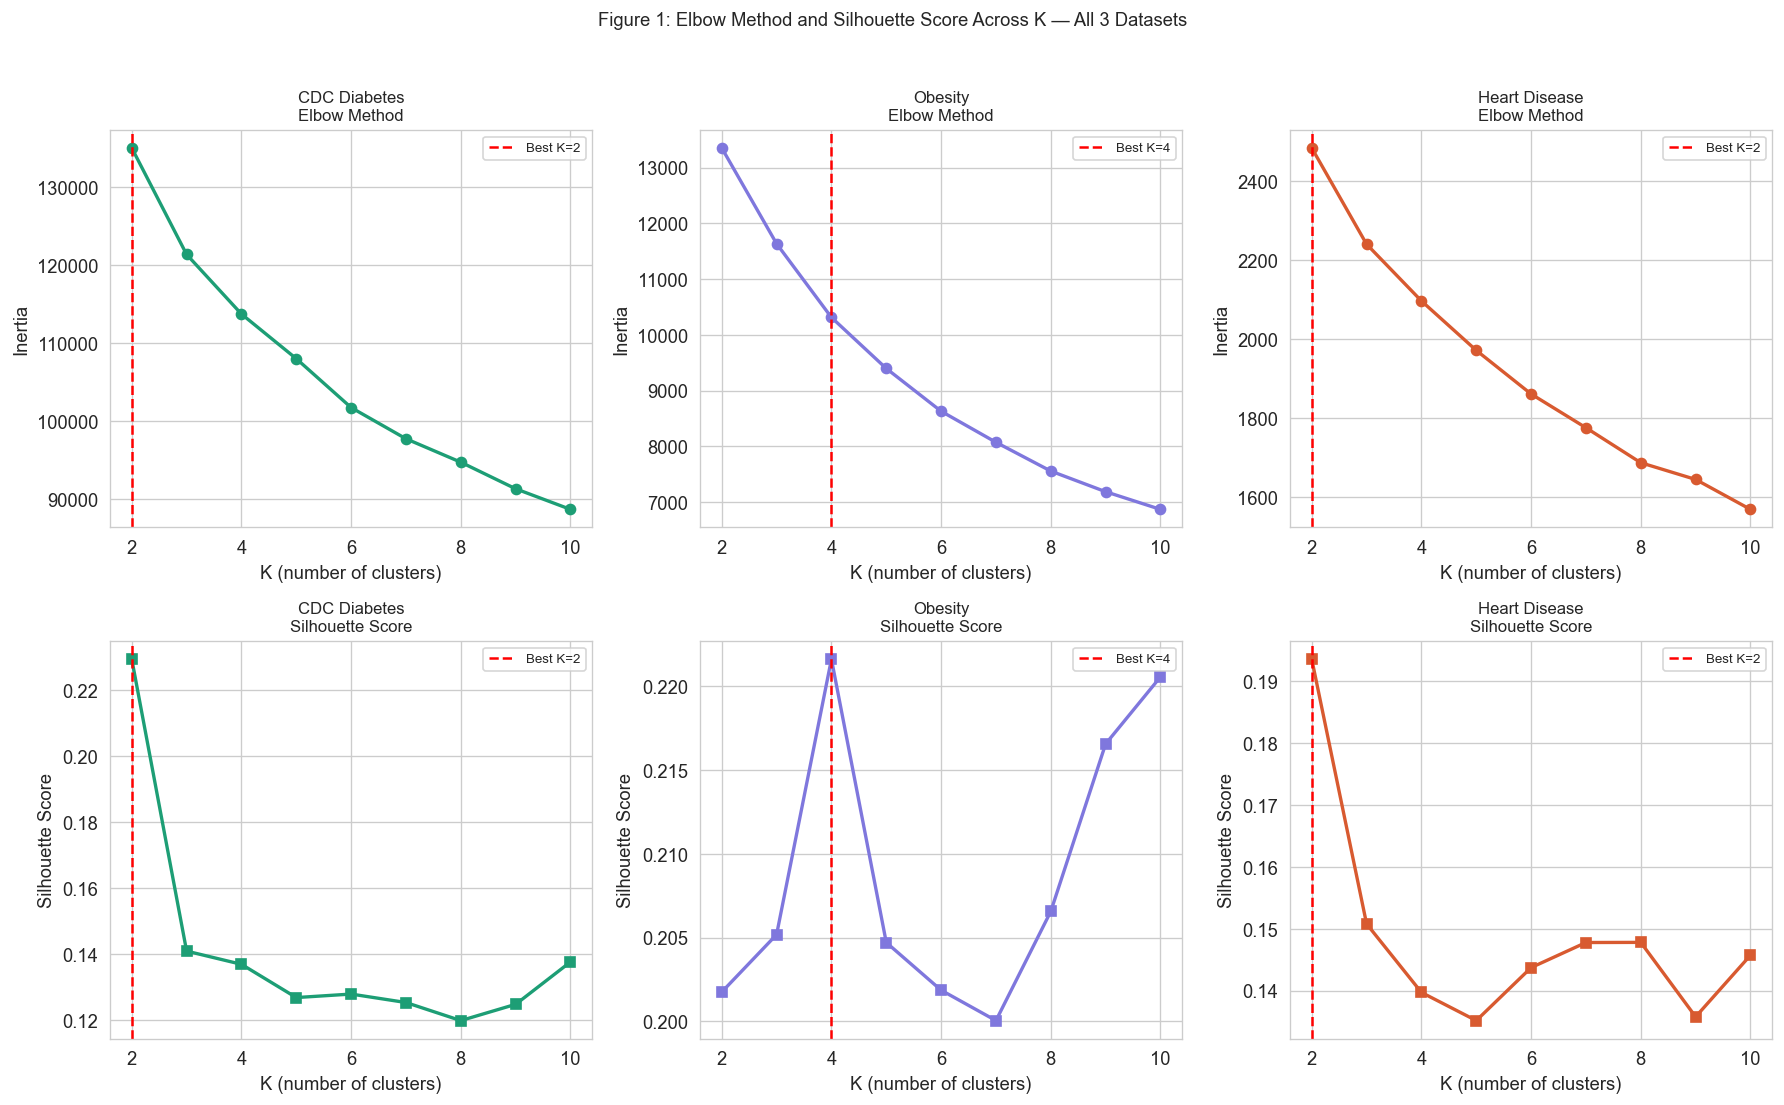 Figure 1: Elbow Method and Silhouette Score Across K — All 3 Datasets
CDC Diabetes
Elbow Method
Best K=2
130000
120000
110000
100000
90000
Inertia
2 4 6 8 10
K (number of clusters)
Obesity
Elbow Method
Best K=4
13000
12000
11000
10000
9000
8000
7000
Inertia
2 4 6 8 10
K (number of clusters)
Heart Disease
Elbow Method
Best K=2
2400
2200
2000
1800
1600
Inertia
2 4 6 8 10
K (number of clusters)
CDC Diabetes
Silhouette Score
Best K=2
0.22
0.20
0.18
0.16
0.14
0.12
Silhouette Score
2 4 6 8 10
K (number of clusters)
Obesity
Silhouette Score
Best K=4
0.220
0.215
0.210
0.205
0.200
Silhouette Score
2 4 6 8 10
K (number of clusters)
Heart Disease
Silhouette Score
Best K=2
0.19
0.18
0.17
0.16
0.15
0.14
Silhouette Score
2 4 6 8 10
K (number of clusters)